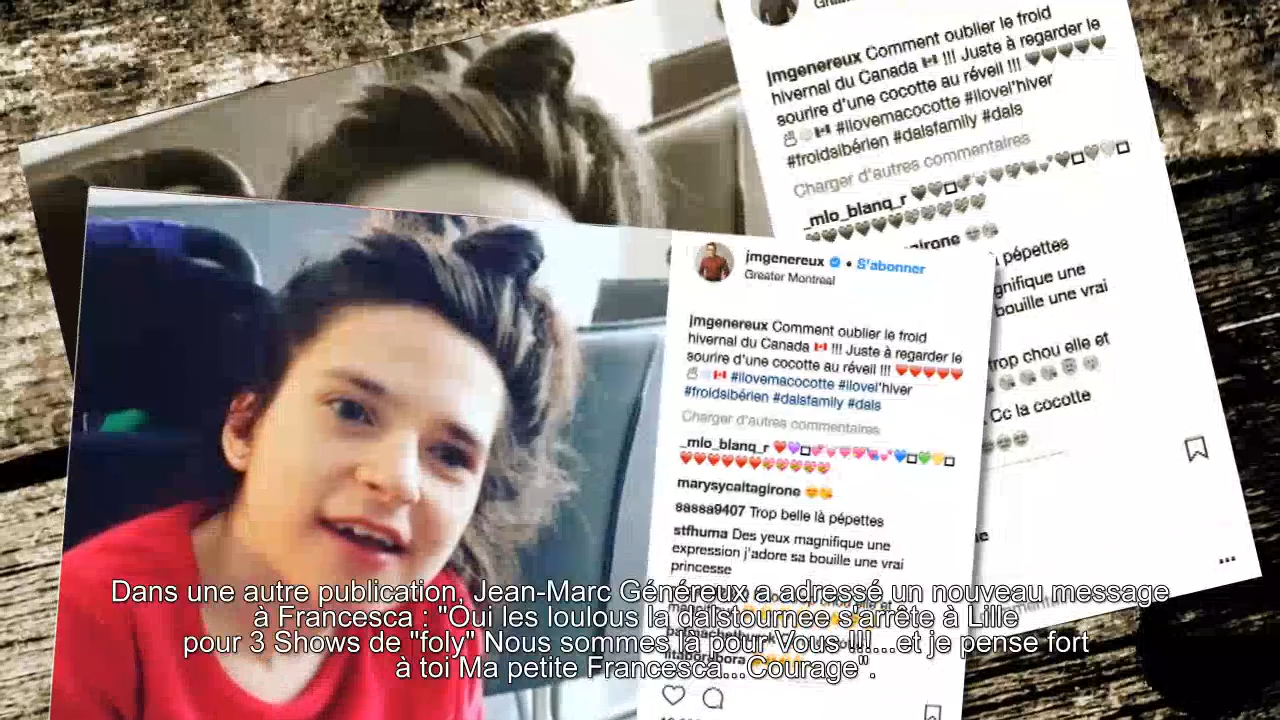 jmgenereux Comment oublier le froid
hivernal du Canada 🇨🇦 !!! Juste à regarder le
sourire d'une cocotte au réveil !!!
#ilovemacocotte #ilovel'hiver
#froidsibérien #dalsfamily #dals
Charger d'autres commentaires
_mlo_blanq_r
pépettes
gnifique une
bouille une vrai
trop chou elle et
Cc la cocotte
jmgenereux • S'abonner
Greater Montreal
jmgenereux Comment oublier le froid
hivernal du Canada 🇨🇦 !!! Juste à regarder le
sourire d'une cocotte au réveil !!! ❤❤❤❤❤❤
#ilovemacocotte #ilovel'hiver
#froidsibérien #dalsfamily #dals
Charger d'autres commentaires
_mlo_blanq_r
marysycaltagirone
sassa9407 Trop belle là pépettes
stfhuma Des yeux magnifique une
expression j'adore sa bouille une vrai
princesse
Dans une autre publication, Jean-Marc Généreux a adressé un nouveau message
à Francesca : "Oui les loulous la dalstournée s'arrête à Lille
pour 3 Shows de "foly" Nous sommes là pour Vous !!!!...et je pense fort
à toi Ma petite Francesca...Courage".